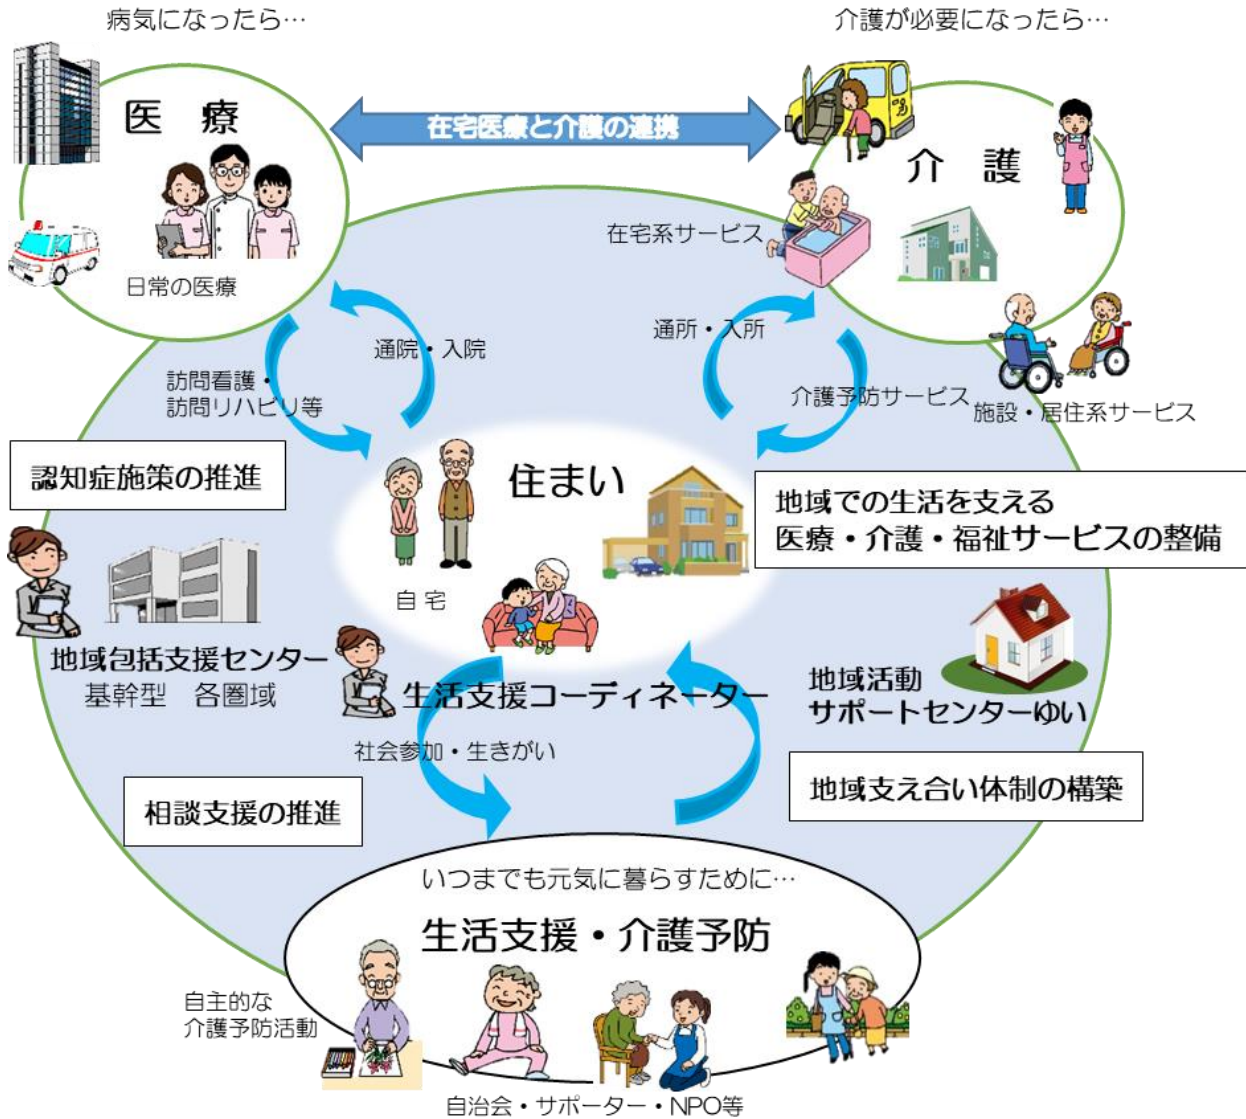 病気になったら…
介護が必要になったら…
医　療
在宅医療と介護の連携
介　護
在宅系サービス
日常の医療
通院・入院
通所・入所
訪問看護・
訪問リハビリ等
介護予防サービス
施設・居住系サービス
認知症施策の推進
住まい
地域での生活を支える
医療・介護・福祉サービスの整備
自 宅
地域包括支援センター
基幹型　各圏域
生活支援コーディネーター
地域活動
サポートセンターゆい
社会参加・生きがい
相談支援の推進
地域支え合い体制の構築
いつまでも元気に暮らすために…
生活支援・介護予防
自主的な
介護予防活動
自治会・サポーター・NPO等